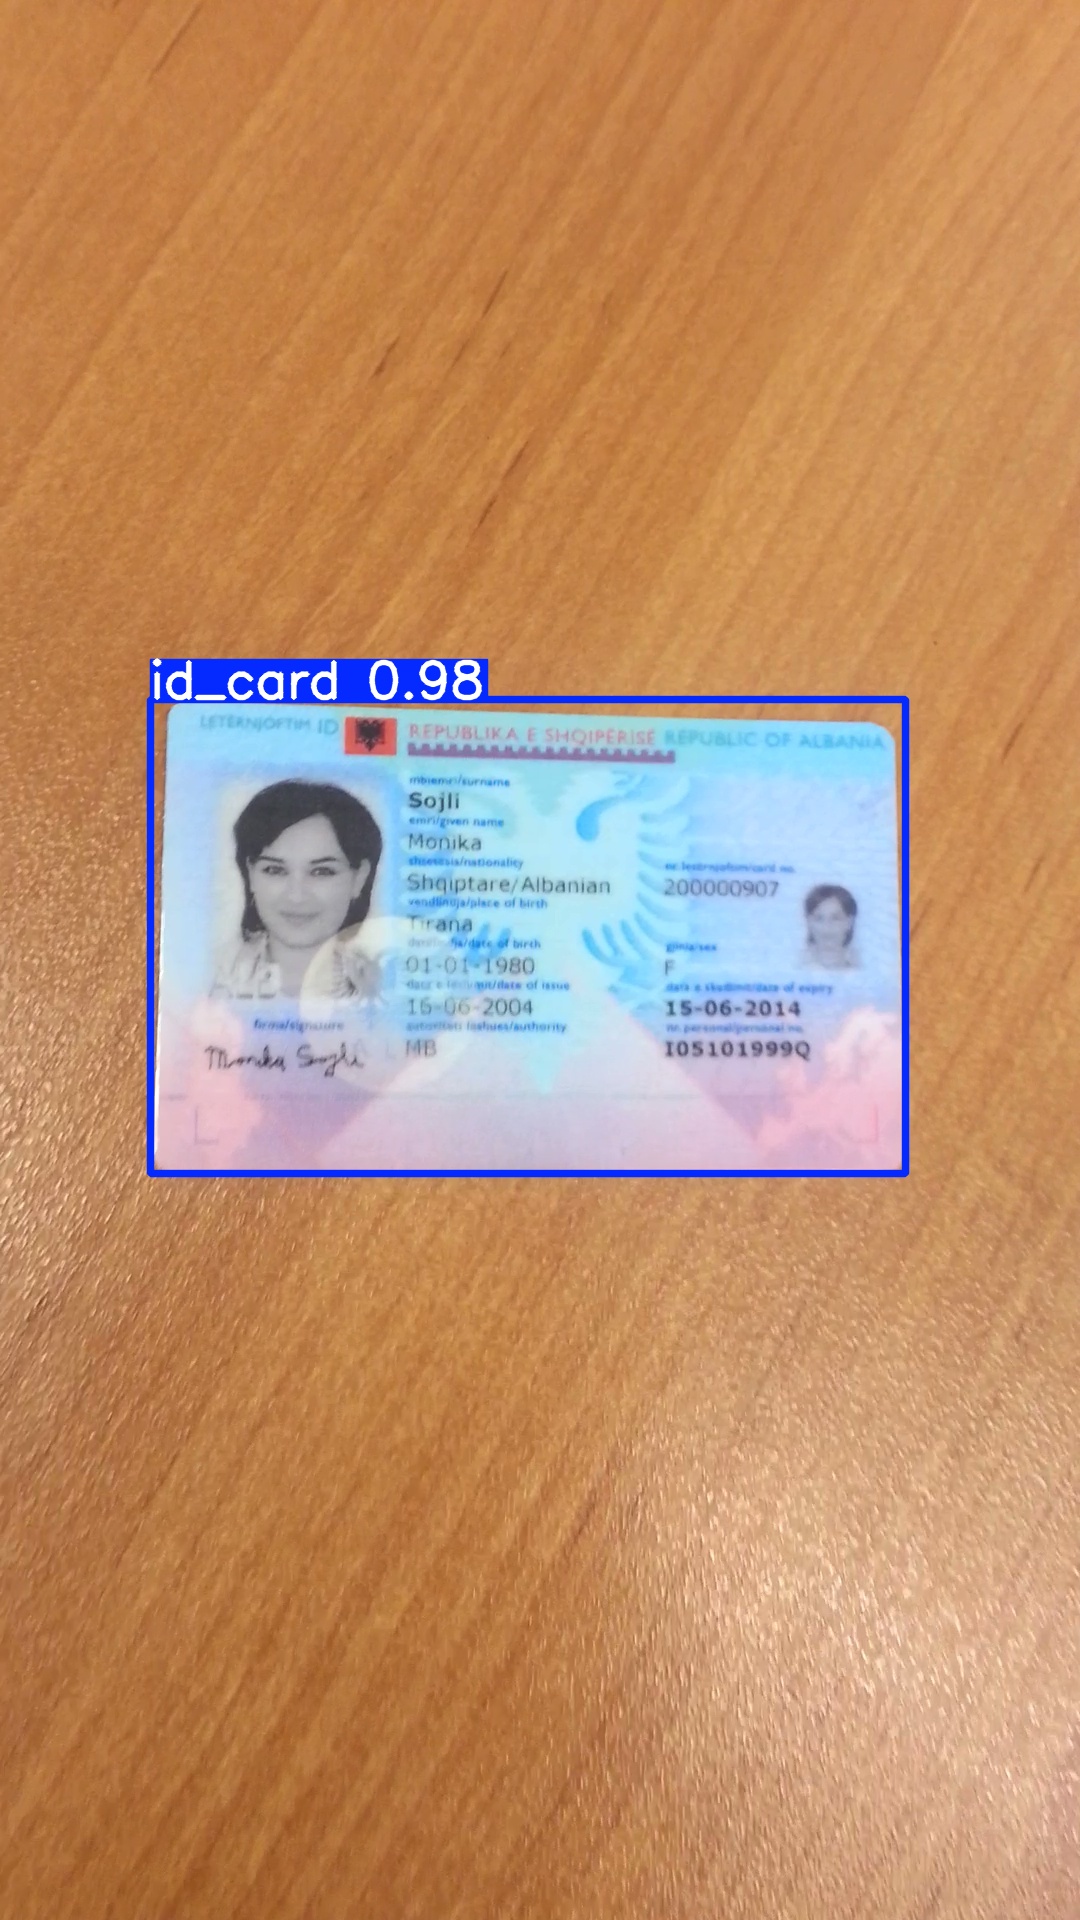 id_card 0.98
LETËRNJOFTIM ID REPUBLIKA E SHQIPËRISË REPUBLIC OF ALBANIA
mbiemri/surname
Sojli
emri/given name
Monika
shtetësia/nationality
Shqiptare/Albanian
nr. letërnjoftimi/card no.
200000907
vendlindja/place of birth
Tirana
datëlindja/date of birth
01-01-1980
gjinia/sex
F
data e lëshimit/date of issue
16-06-2004
data e skadimit/date of expiry
15-06-2014
autoriteti lëshues/authority
MB
nr. personal/personal no.
I05101999Q
firma/signature
Monika Sojli